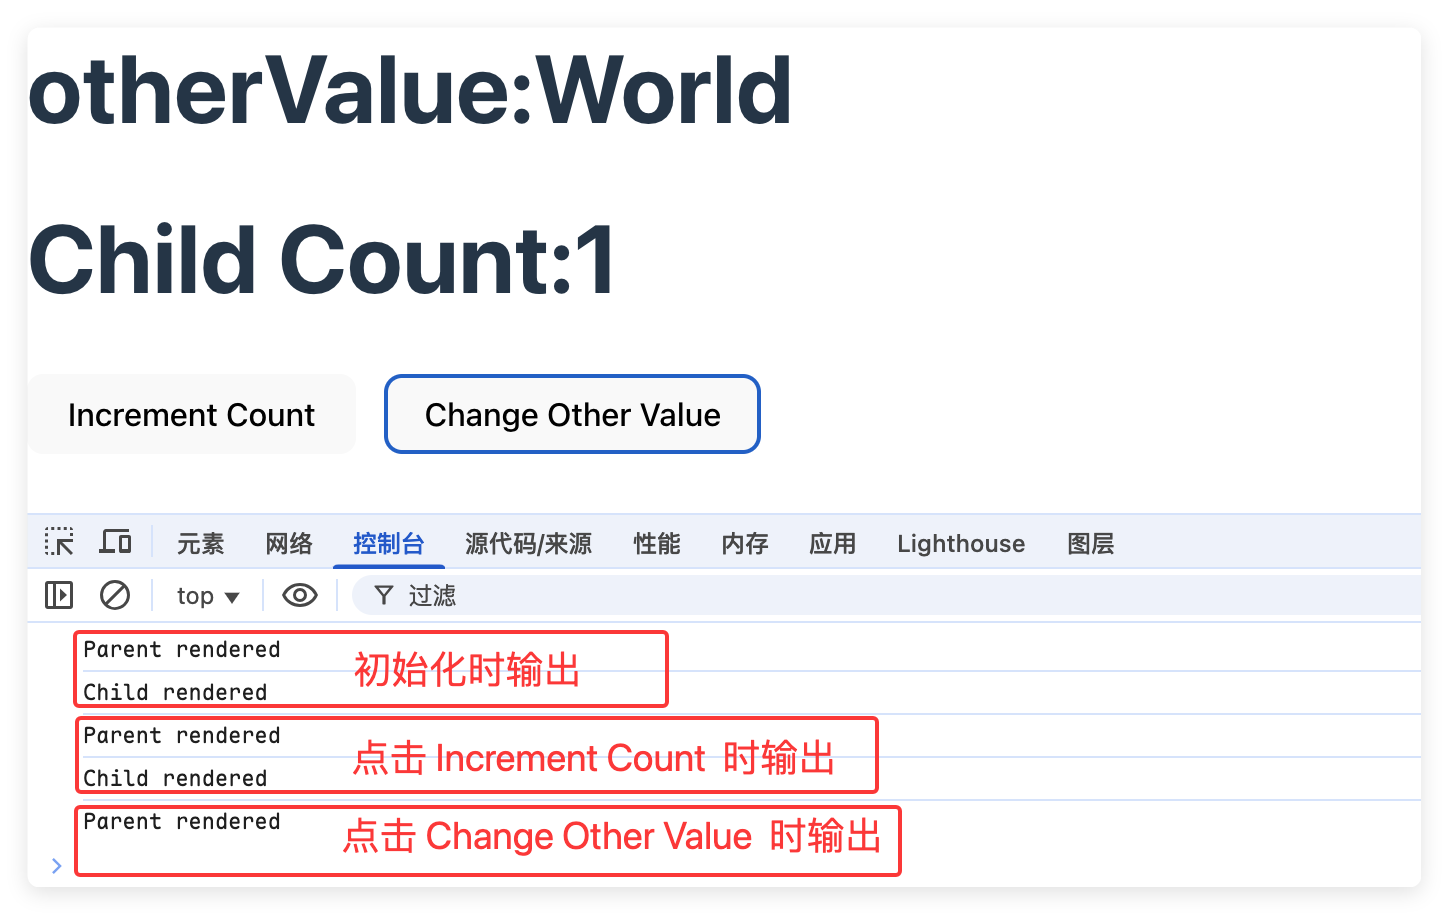 otherValue:World
Child Count:1
Increment Count Change Other Value
元素 网络 控制台 源代码/来源 性能 内存 应用 Lighthouse 图层
top 过滤
Parent rendered
初始化时输出
Child rendered
Parent rendered
点击 Increment Count 时输出
Child rendered
Parent rendered
点击 Change Other Value 时输出